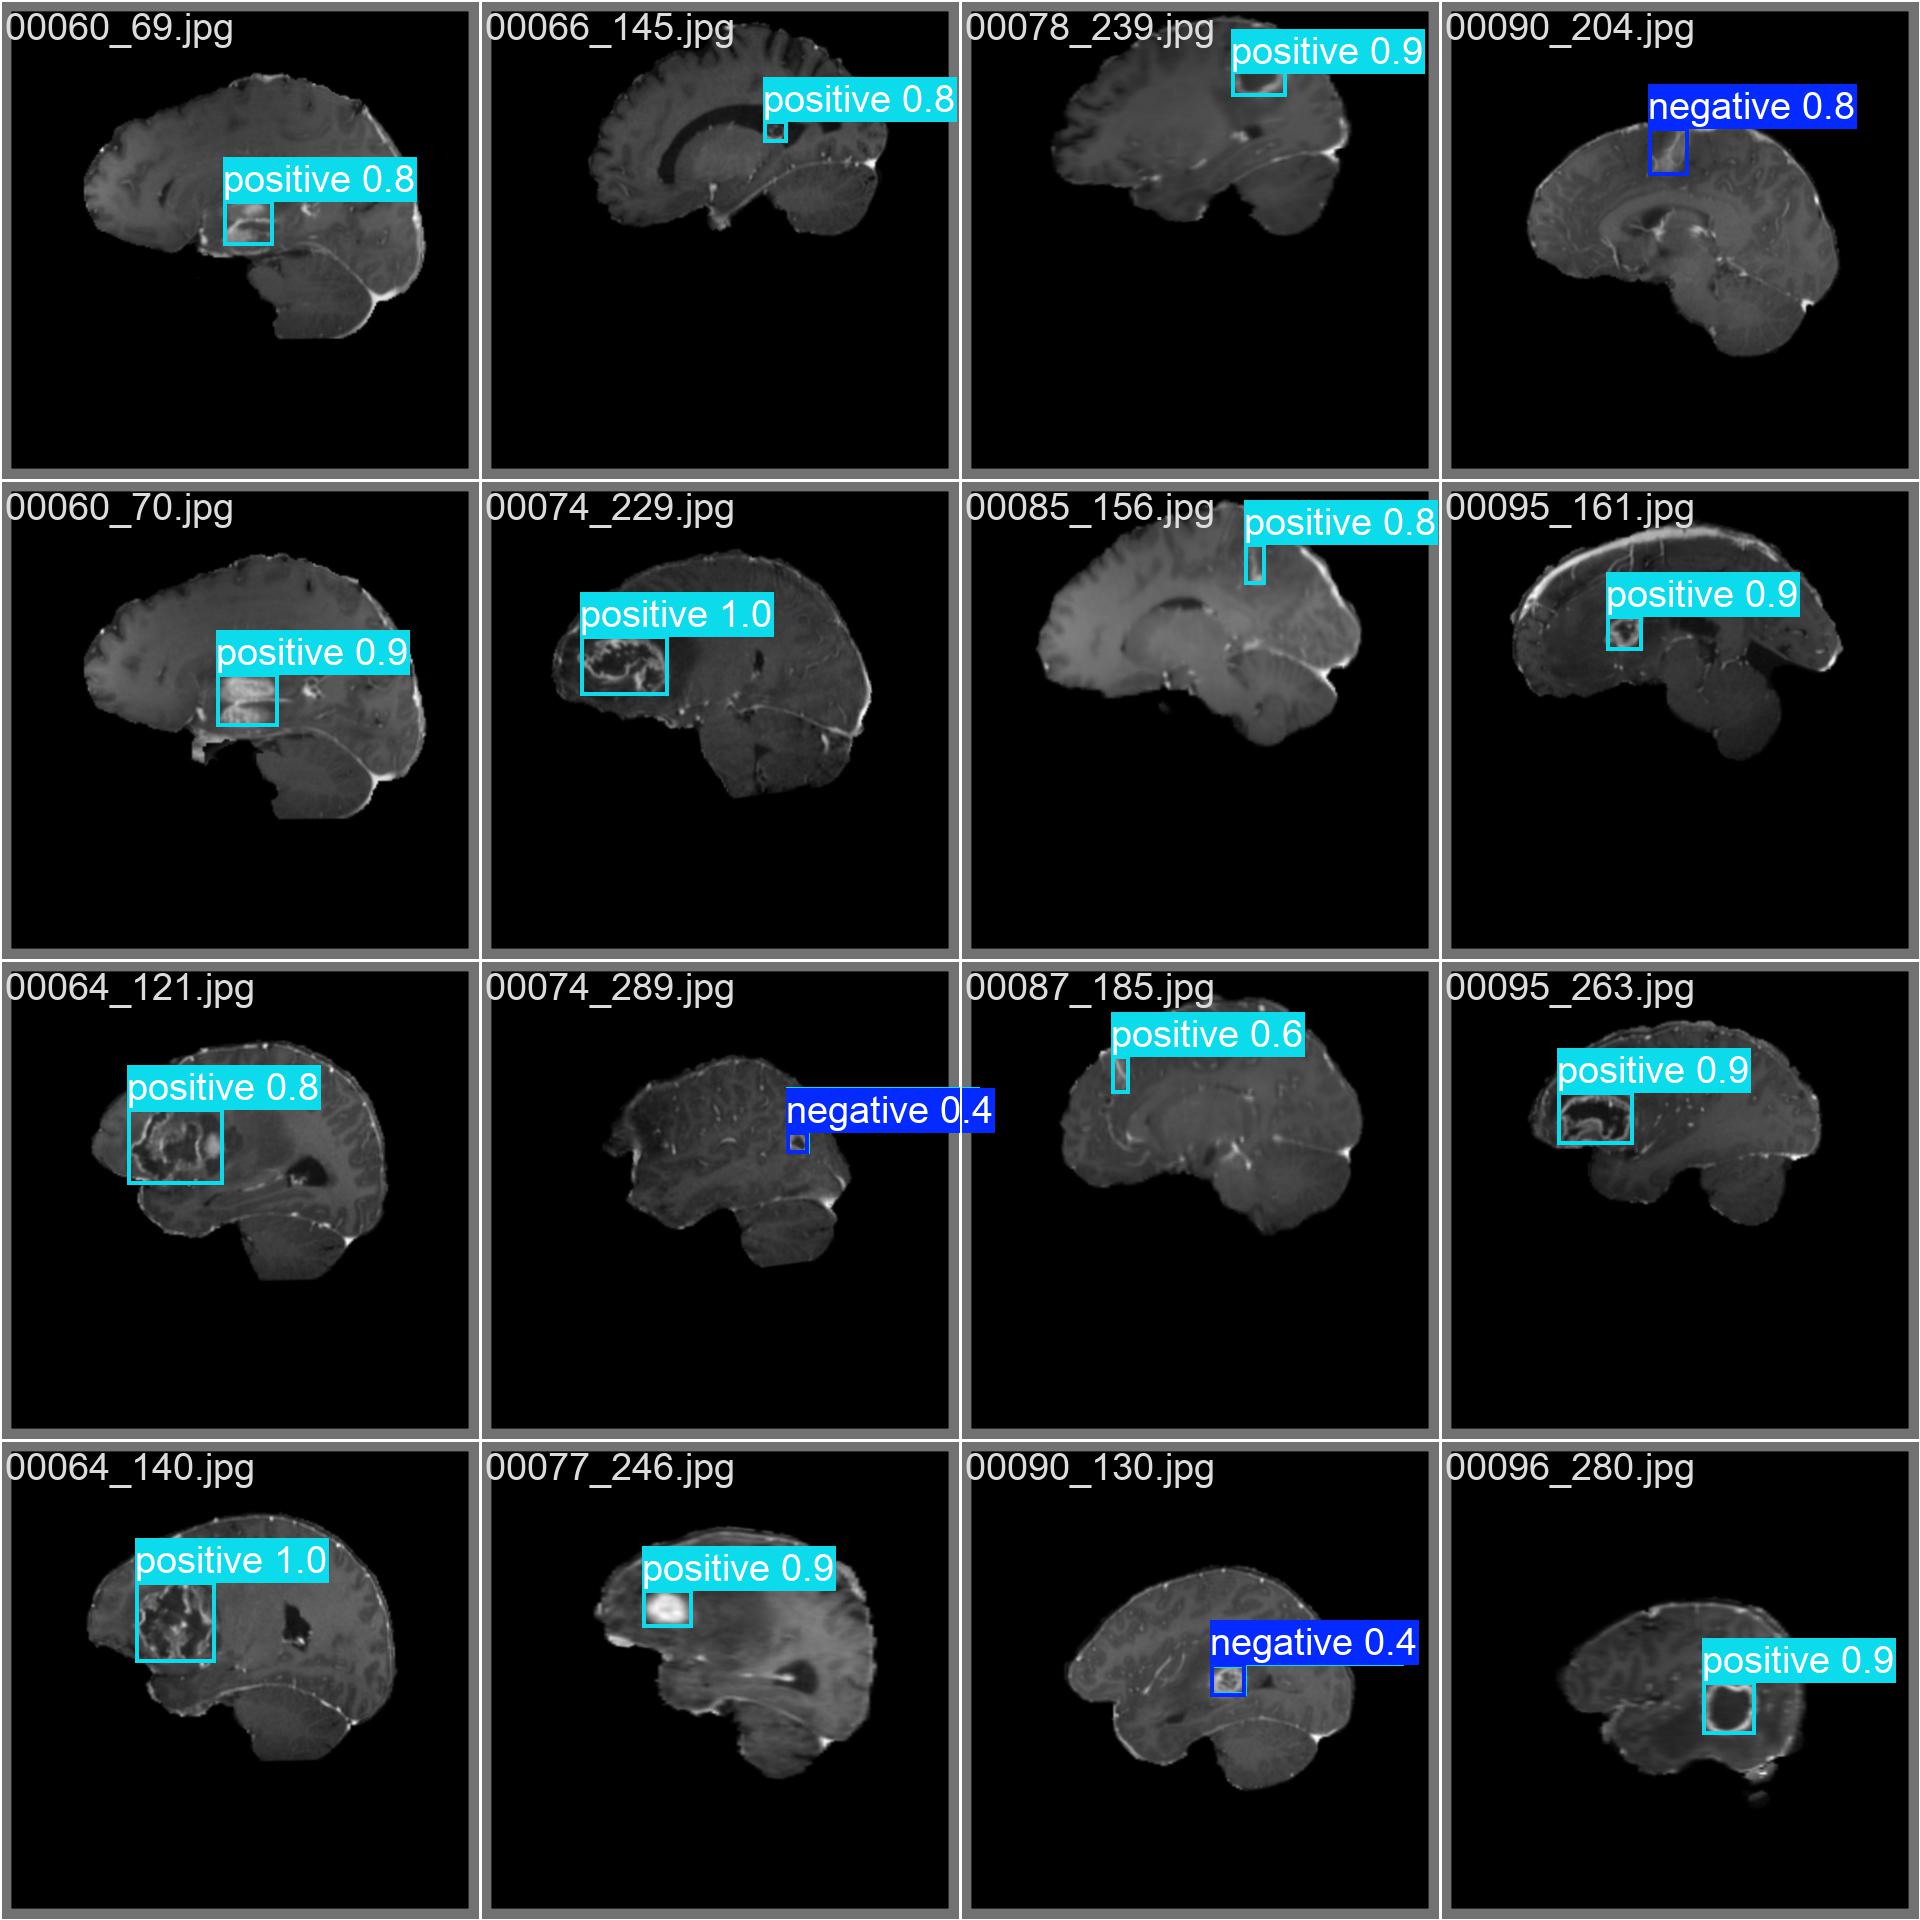 00060_69.jpg
positive 0.8
00066_145.jpg
positive 0.8
00078_239.jpg
positive 0.9
00090_204.jpg
negative 0.8
00060_70.jpg
positive 0.9
00074_229.jpg
positive 1.0
00085_156.jpg
positive 0.8
00095_161.jpg
positive 0.9
00064_121.jpg
positive 0.8
00074_289.jpg
negative 0.4
00087_185.jpg
positive 0.6
00095_263.jpg
positive 0.9
00064_140.jpg
positive 1.0
00077_246.jpg
positive 0.9
00090_130.jpg
negative 0.4
00096_280.jpg
positive 0.9